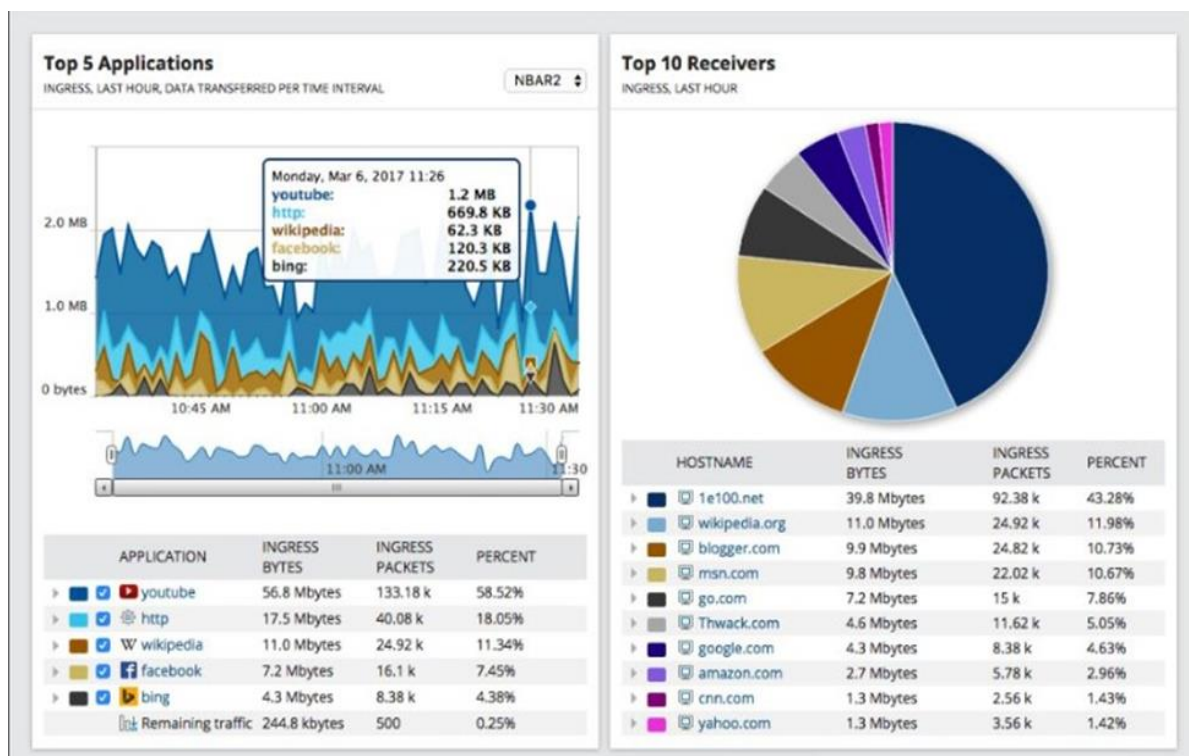 Top 5 Applications
INGRESS, LAST HOUR, DATA TRANSFERRED PER TIME INTERVAL
NBAR2
Monday, Mar 6, 2017 11:26
youtube: 1.2 MB
http: 669.8 KB
wikipedia: 62.3 KB
facebook: 120.3 KB
bing: 220.5 KB
2.0 MB
1.0 MB
0 bytes
10:45 AM 11:00 AM 11:15 AM 11:30 AM
11:00 AM 11:30
APPLICATION INGRESS BYTES INGRESS PACKETS PERCENT
youtube 56.8 Mbytes 133.18 k 58.52%
http 17.5 Mbytes 40.08 k 18.05%
W wikipedia 11.0 Mbytes 24.92 k 11.34%
f facebook 7.2 Mbytes 16.1 k 7.45%
b bing 4.3 Mbytes 8.38 k 4.38%
Remaining traffic 244.8 kbytes 500 0.25%
Top 10 Receivers
INGRESS, LAST HOUR
HOSTNAME INGRESS BYTES INGRESS PACKETS PERCENT
1e100.net 39.8 Mbytes 92.38 k 43.28%
wikipedia.org 11.0 Mbytes 24.92 k 11.98%
blogger.com 9.9 Mbytes 24.82 k 10.73%
msn.com 9.8 Mbytes 22.02 k 10.67%
go.com 7.2 Mbytes 15 k 7.86%
Thwack.com 4.6 Mbytes 11.62 k 5.05%
google.com 4.3 Mbytes 8.38 k 4.63%
amazon.com 2.7 Mbytes 5.78 k 2.96%
cnn.com 1.3 Mbytes 2.56 k 1.43%
yahoo.com 1.3 Mbytes 3.56 k 1.42%